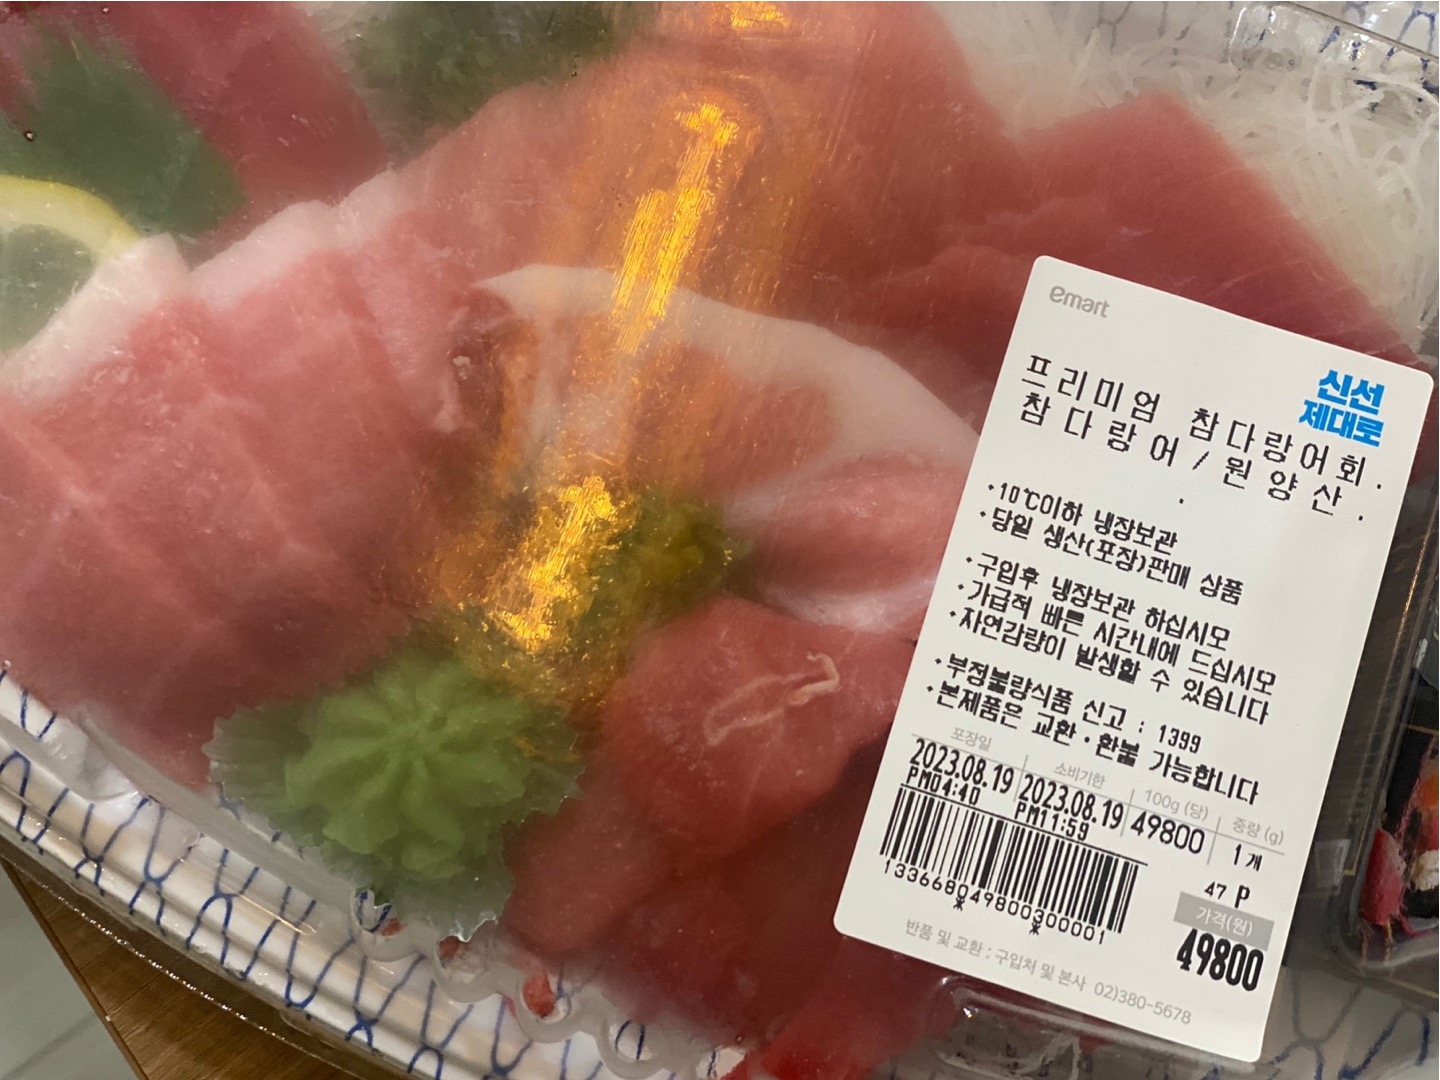 emart
신선
제대로
프리미엄 참다랑어회.
참다랑어/원양산.
.
·10℃이하 냉장보관
·당일 생산(포장)판매 상품
·구입후 냉장보관 하십시오
·가급적 빠른 시간내에 드십시오
·자연감량이 발생할 수 있습니다
·부정불량식품 신고 : 1399
·본제품은 교환·환불 가능합니다
포장일 소비기한 100g (당) 중량 (g)
2023.08.19 2023.08.19 49800 1개
PM04:40 PM11:59
47 P
133668049800300001
가격(원)
49800
반품 및 교환 : 구입처 및 본사 02)380-5678